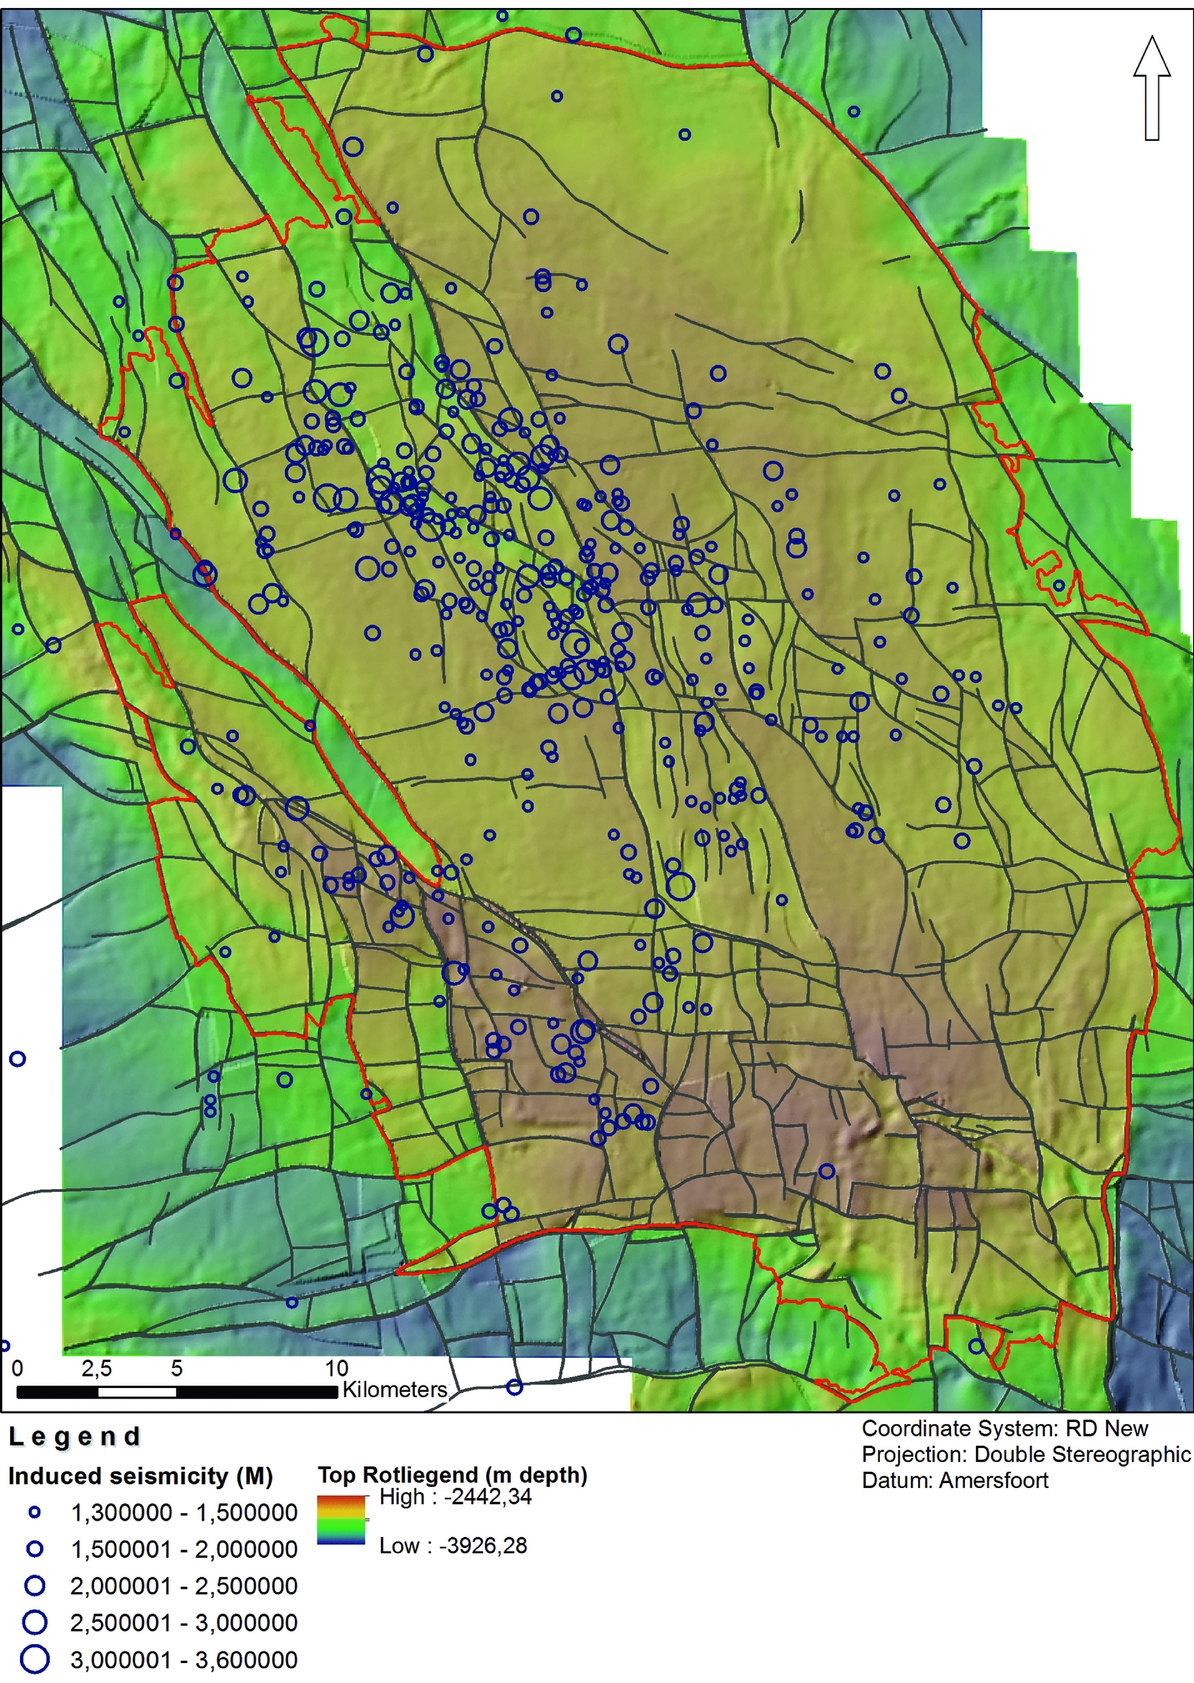 0 2,5 5 10
Kilometers
Legend
Induced seismicity (M)
1,300000 - 1,500000
1,500001 - 2,000000
2,000001 - 2,500000
2,500001 - 3,000000
3,000001 - 3,600000
Top Rotliegend (m depth)
High : -2442,34
Low : -3926,28
Coordinate System: RD New
Projection: Double Stereographic
Datum: Amersfoort